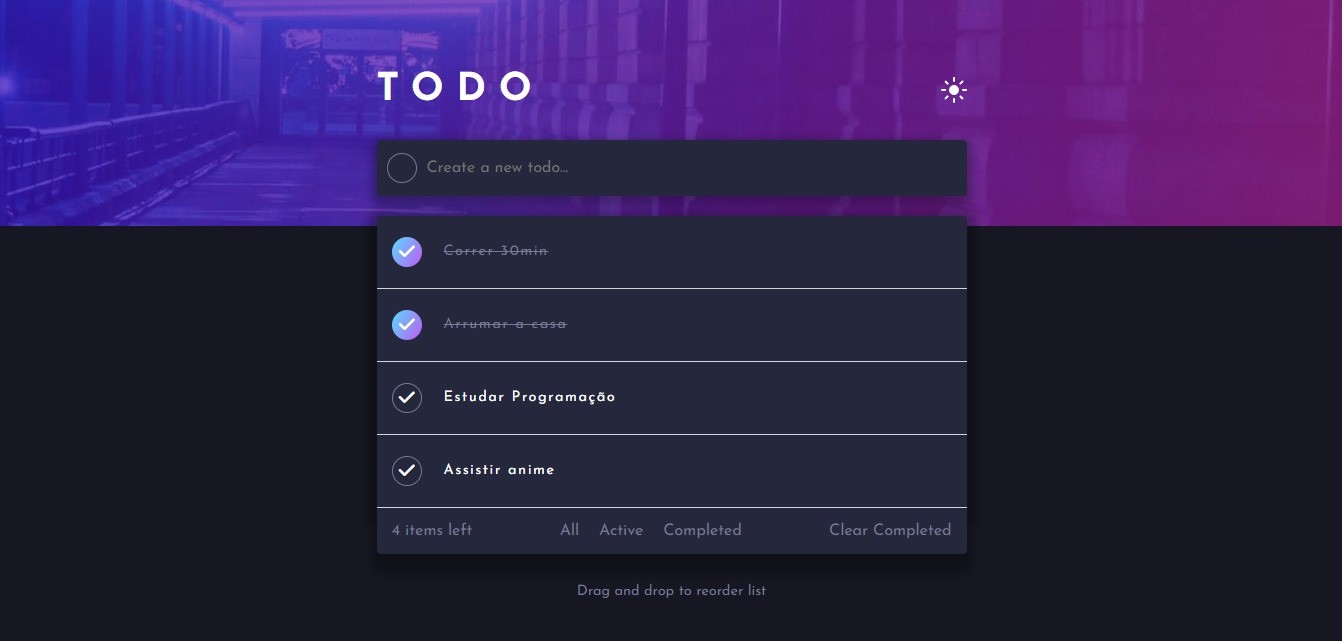 TODO
Create a new todo...
Correr 30min
Arrumar a casa
Estudar Programação
Assistir anime
4 items left All Active Completed Clear Completed
Drag and drop to reorder list